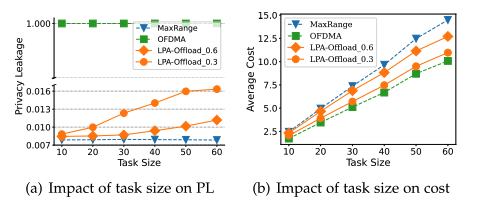 1.000
0.016
0.013
0.010
0.007
Privacy Leakage
MaxRange
OFDMA
LPA-Offload_0.6
LPA-Offload_0.3
10 20 30 40 50 60
Task Size
(a) Impact of task size on PL
15.0
12.5
10.0
7.5
5.0
2.5
Average Cost
MaxRange
OFDMA
LPA-Offload_0.6
LPA-Offload_0.3
10 20 30 40 50 60
Task Size
(b) Impact of task size on cost